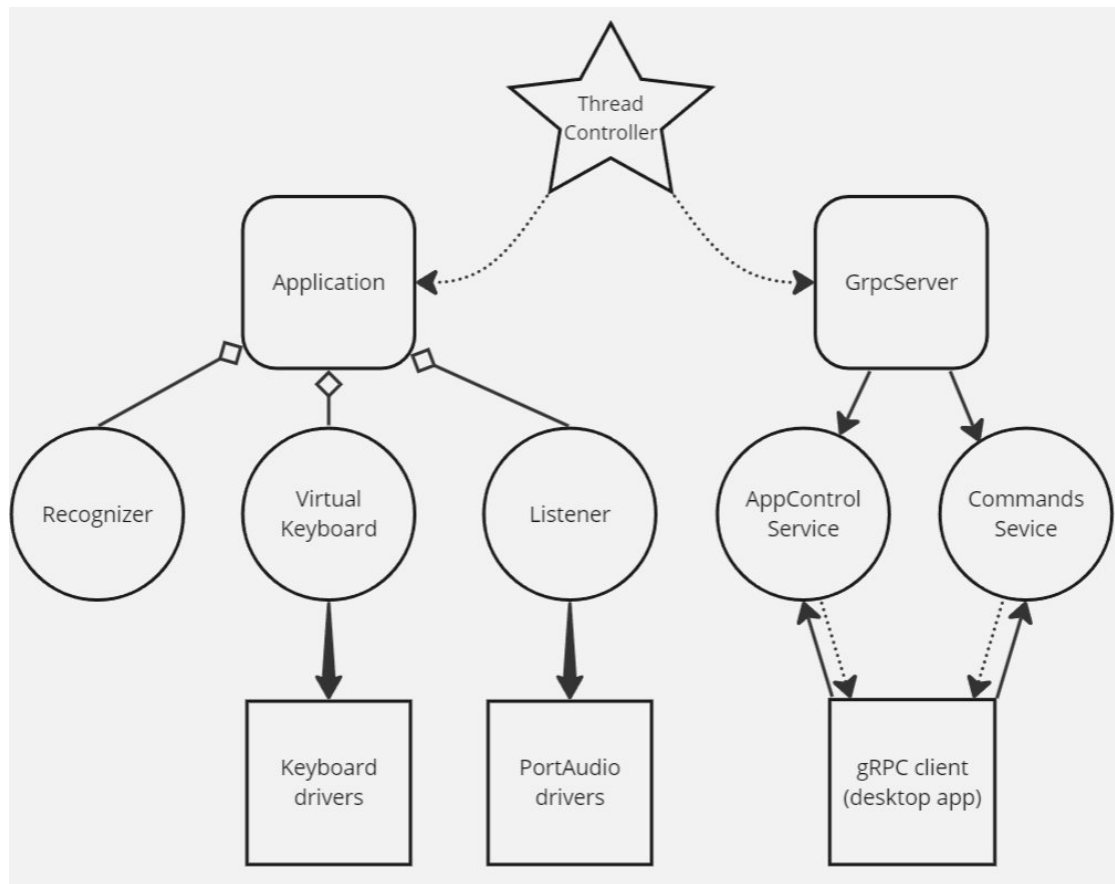 Thread
Controller
Application
GrpcServer
Recognizer
Virtual
Keyboard
Listener
AppControl
Service
Commands
Sevice
Keyboard
drivers
PortAudio
drivers
gRPC client
(desktop app)